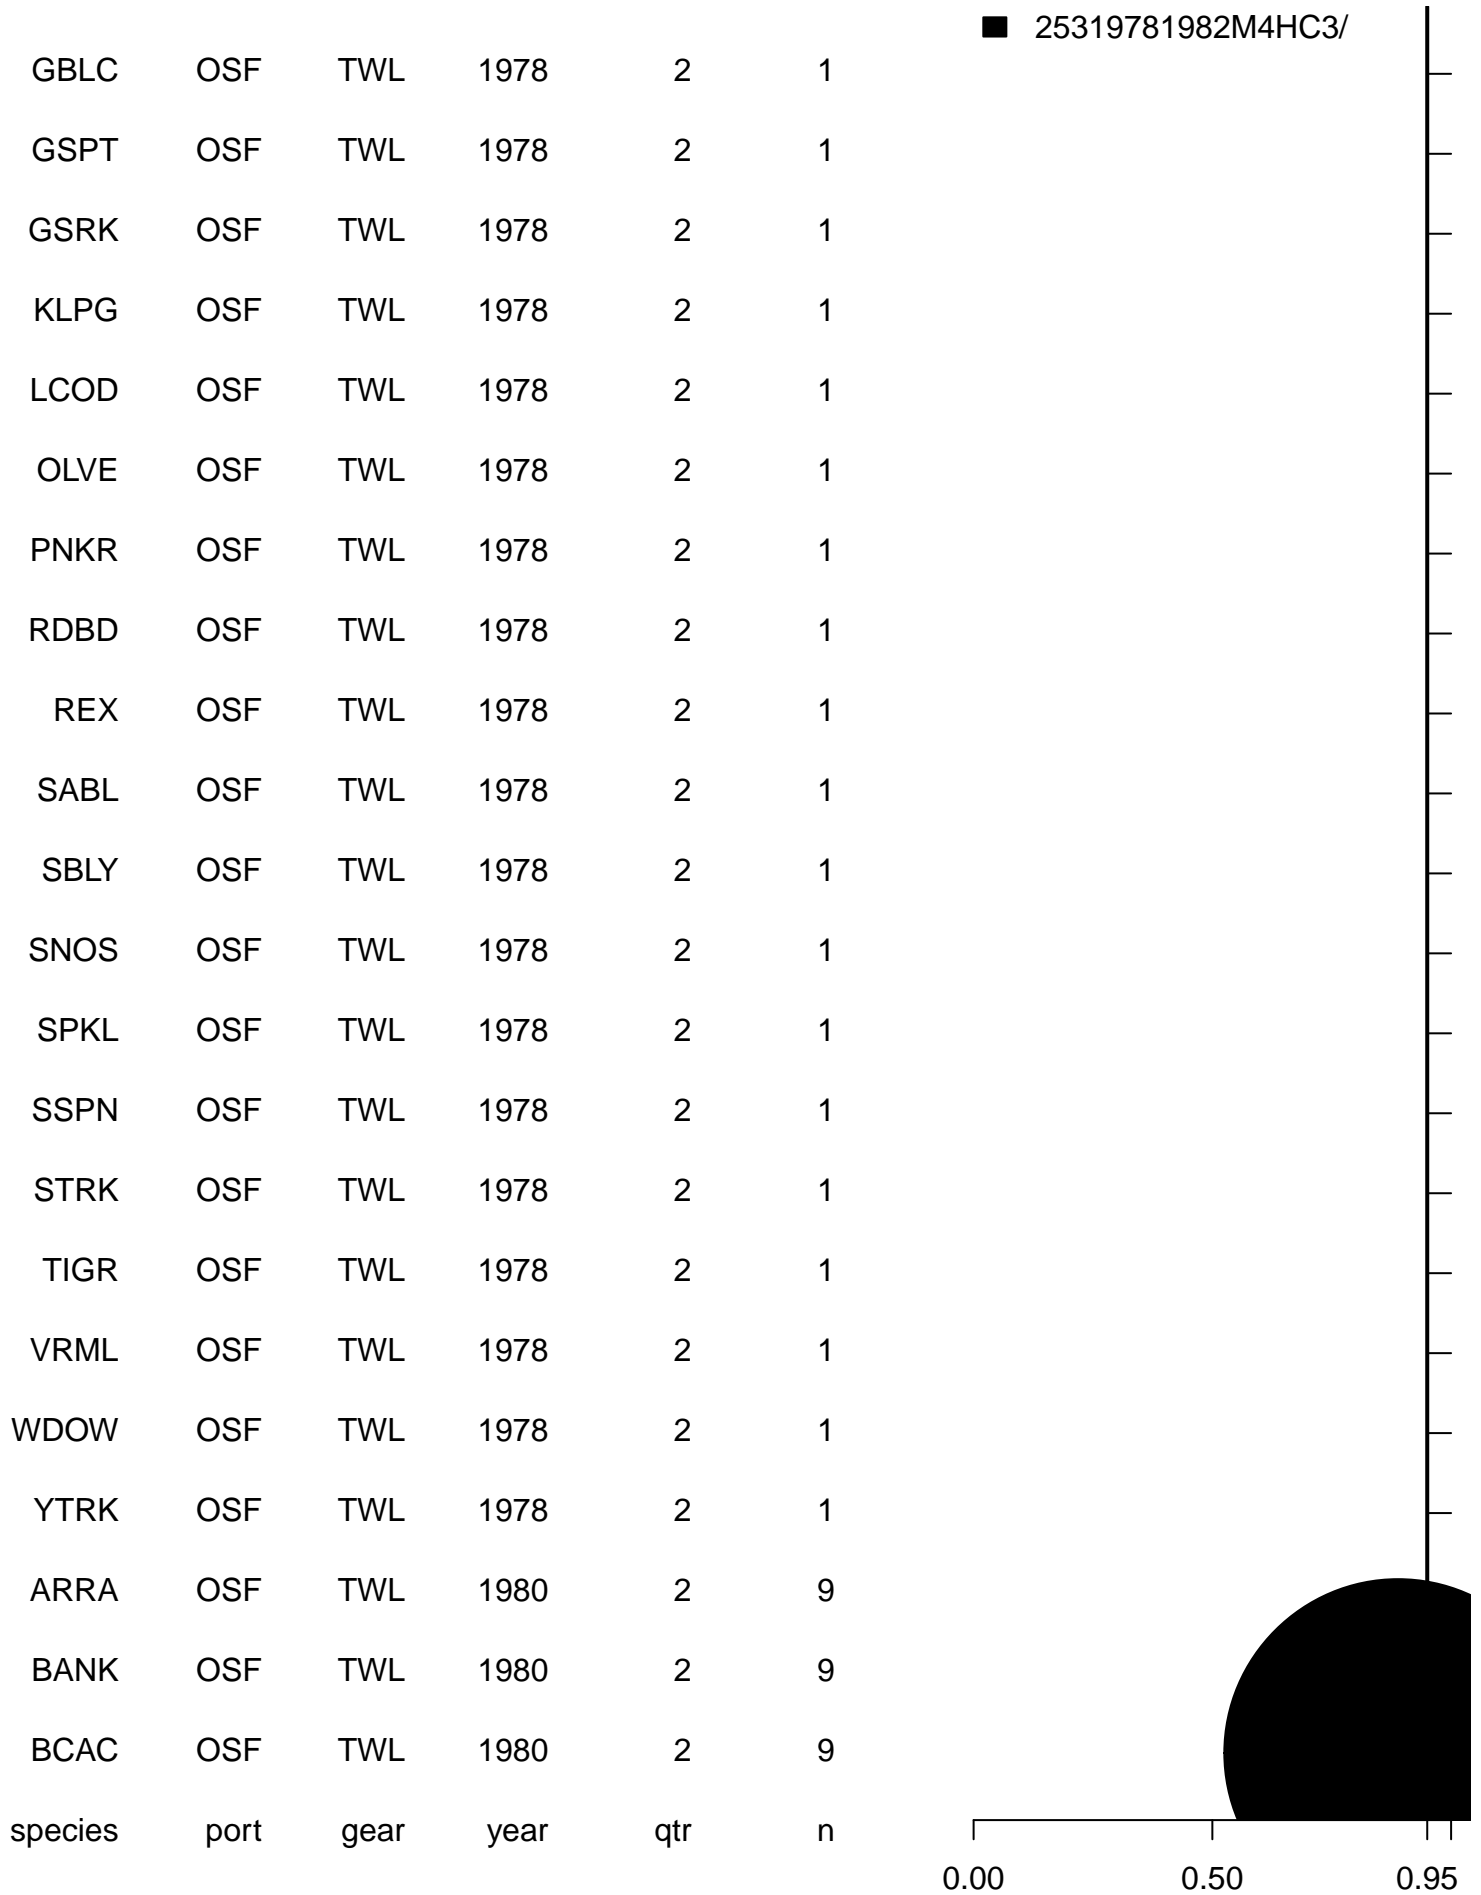 25319781982M4HC3/
GBLC OSF TWL 1978 2 1
GSPT OSF TWL 1978 2 1
GSRK OSF TWL 1978 2 1
KLPG OSF TWL 1978 2 1
LCOD OSF TWL 1978 2 1
OLVE OSF TWL 1978 2 1
PNKR OSF TWL 1978 2 1
RDBD OSF TWL 1978 2 1
REX OSF TWL 1978 2 1
SABL OSF TWL 1978 2 1
SBLY OSF TWL 1978 2 1
SNOS OSF TWL 1978 2 1
SPKL OSF TWL 1978 2 1
SSPN OSF TWL 1978 2 1
STRK OSF TWL 1978 2 1
TIGR OSF TWL 1978 2 1
VRML OSF TWL 1978 2 1
WDOW OSF TWL 1978 2 1
YTRK OSF TWL 1978 2 1
ARRA OSF TWL 1980 2 9
BANK OSF TWL 1980 2 9
BCAC OSF TWL 1980 2 9
species port gear year qtr n
0.00 0.50 0.95